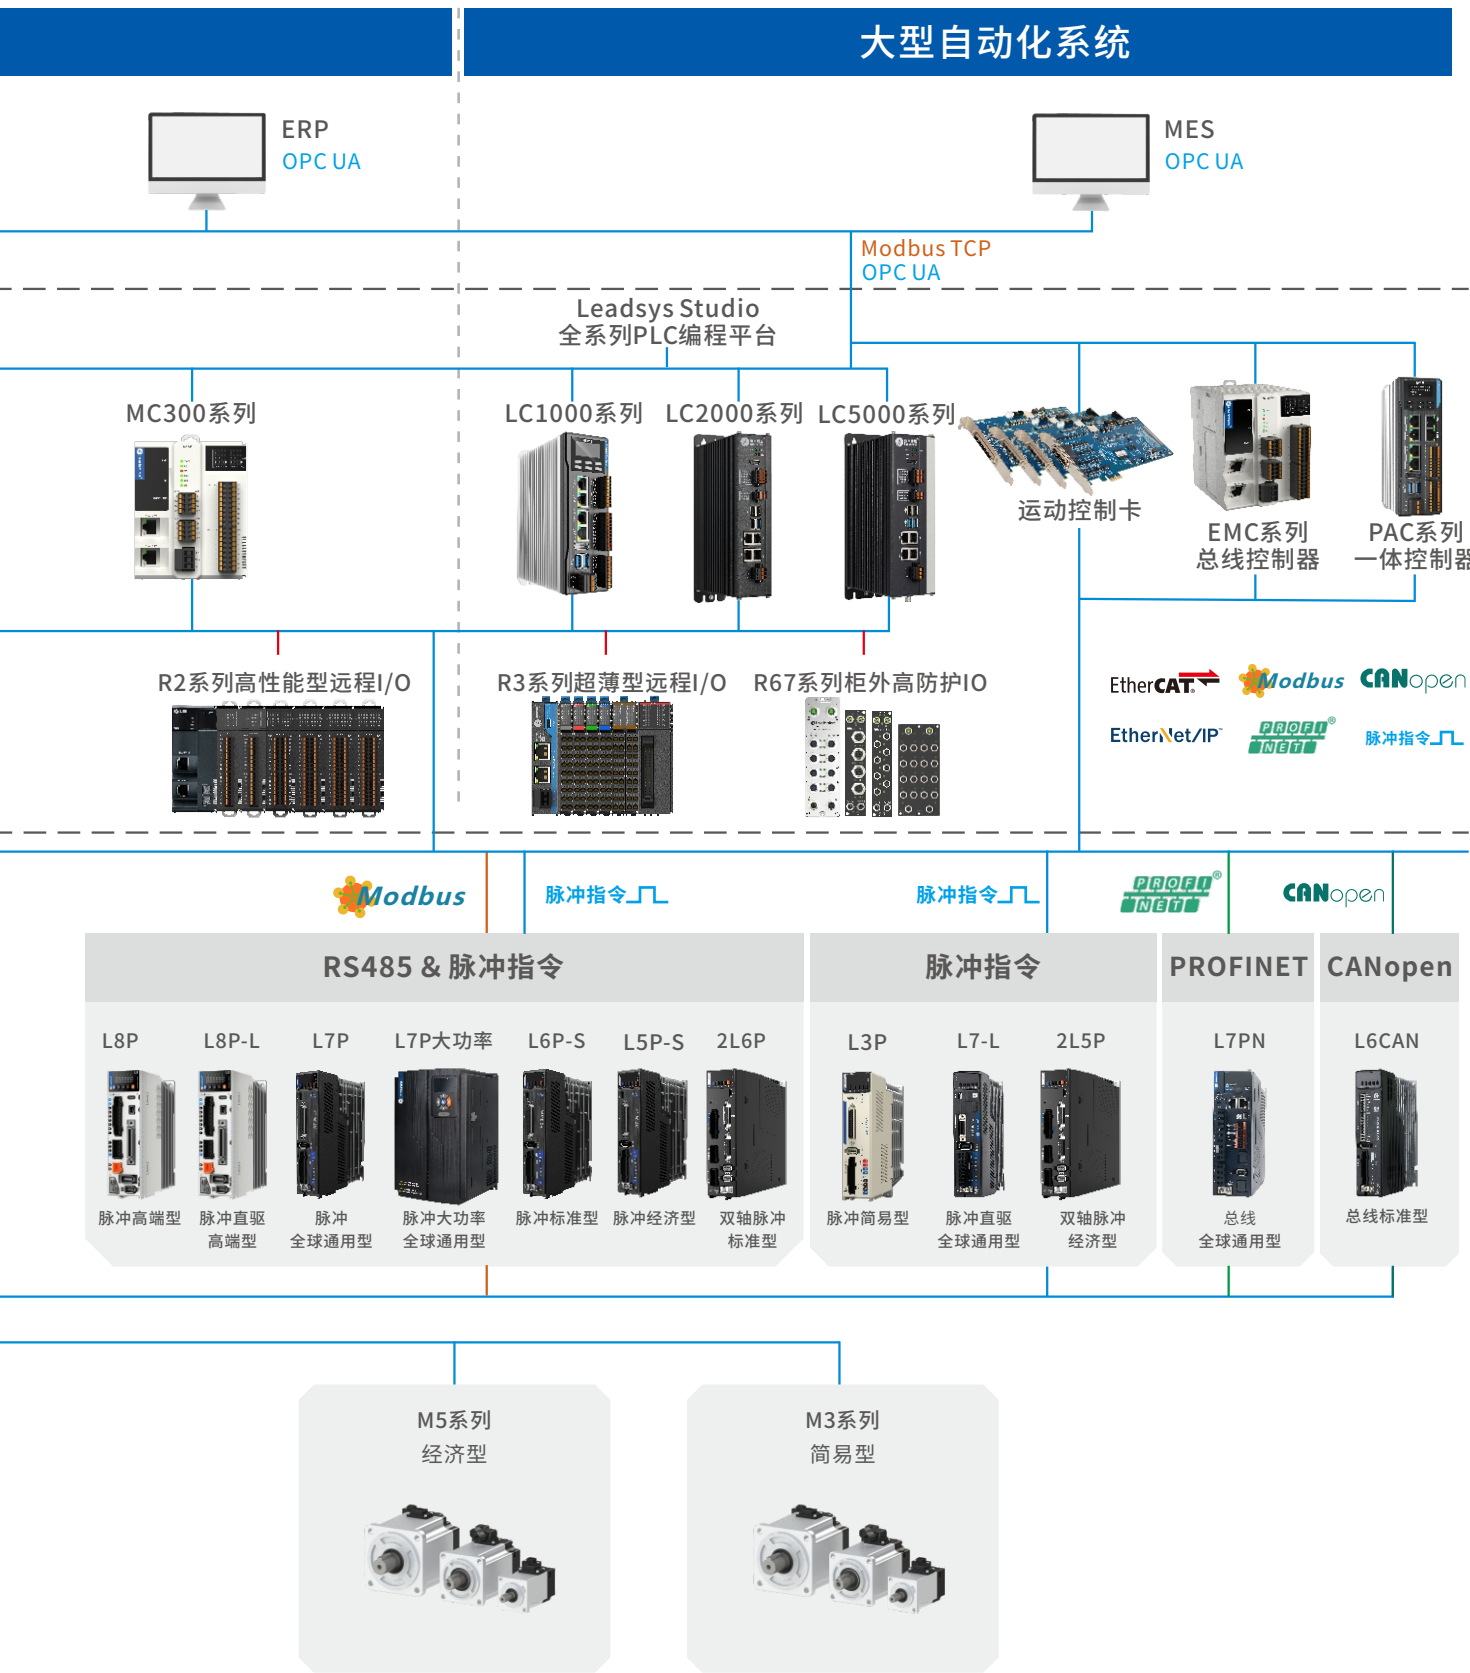 大型自动化系统
ERP
OPC UA
MES
OPC UA
Modbus TCP
OPC UA
Leadsys Studio
全系列PLC编程平台
MC300系列
LC1000系列
LC2000系列
LC5000系列
运动控制卡
EMC系列
总线控制器
PAC系列
一体控制器
R2系列高性能型远程I/O
R3系列超薄型远程I/O
R67系列柜外高防护IO
EtherCAT®
Modbus
CANopen
EtherNet/IP™
PROFI NET®
脉冲指令
Modbus
脉冲指令
脉冲指令
PROFI NET®
CANopen
RS485 & 脉冲指令
脉冲指令
PROFINET
CANopen
L8P
L8P-L
L7P
L7P大功率
L6P-S
L5P-S
2L6P
L3P
L7-L
2L5P
L7PN
L6CAN
脉冲高端型
脉冲直驱
高端型
脉冲
全球通用型
脉冲大功率
全球通用型
脉冲标准型
脉冲经济型
双轴脉冲
标准型
脉冲简易型
脉冲直驱
全球通用型
双轴脉冲
经济型
总线
全球通用型
总线标准型
M5系列
经济型
M3系列
简易型